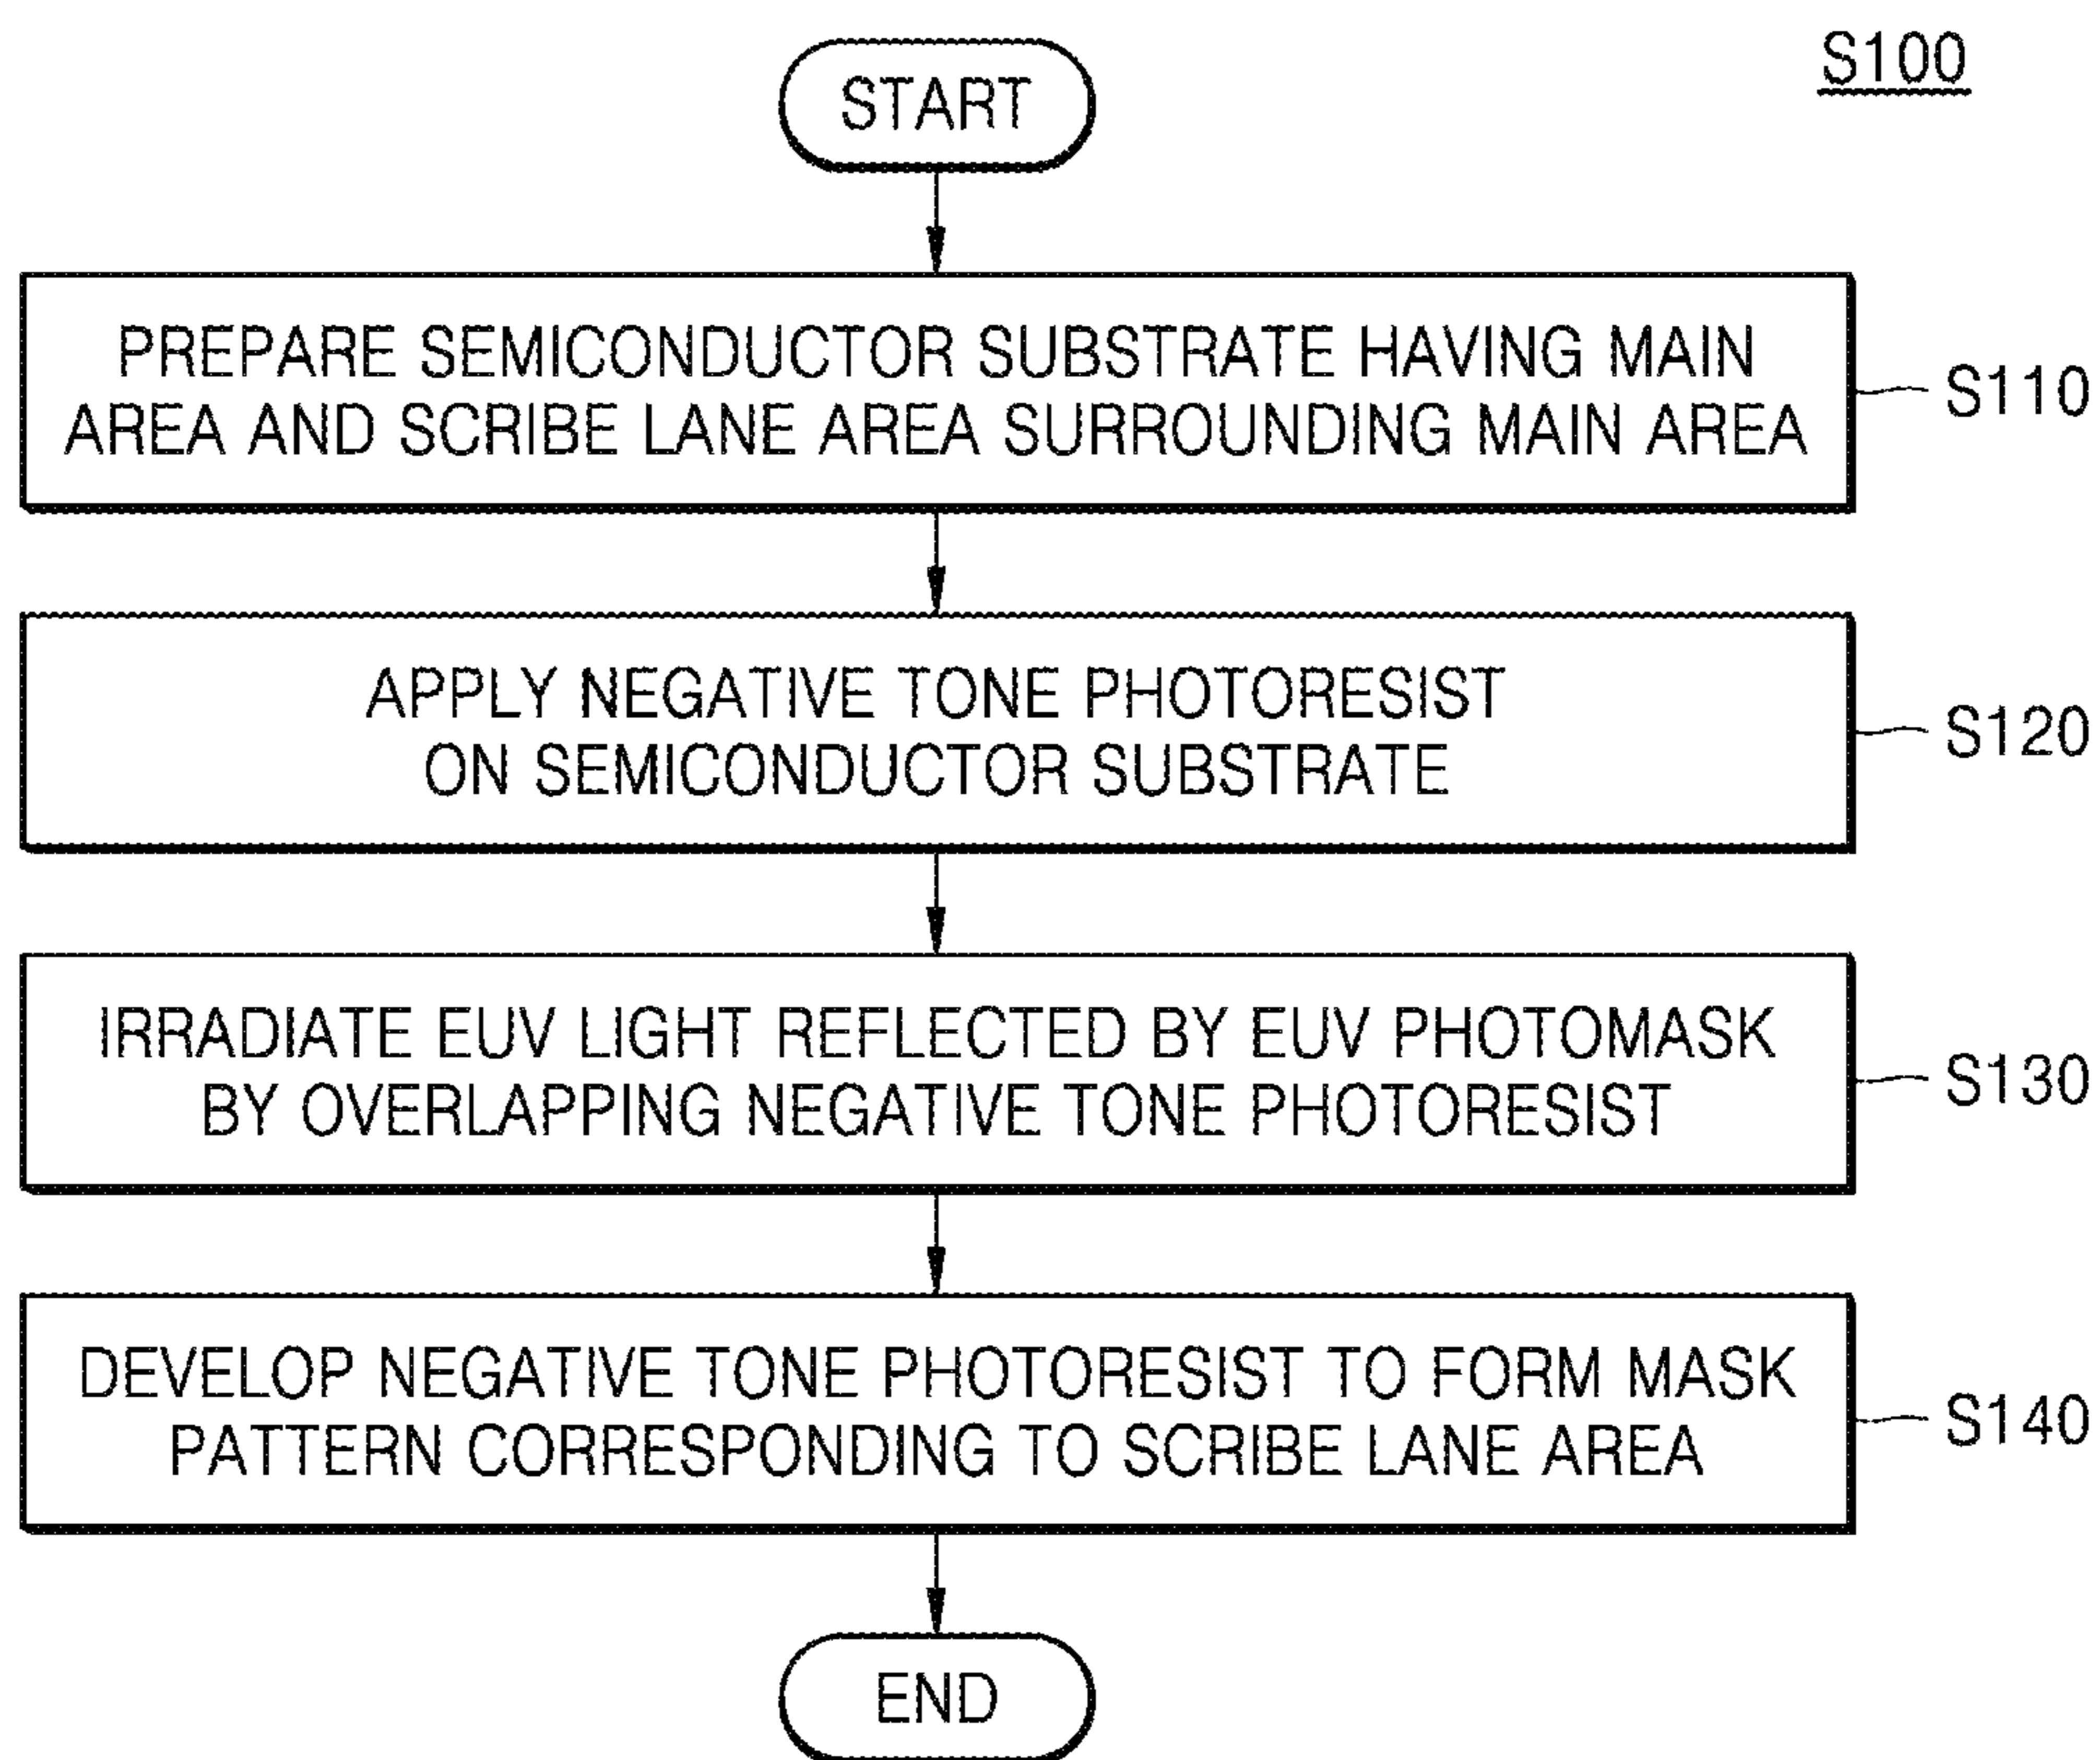 S100
START
PREPARE SEMICONDUCTOR SUBSTRATE HAVING MAIN
AREA AND SCRIBE LANE AREA SURROUNDING MAIN AREA
S110
APPLY NEGATIVE TONE PHOTORESIST
ON SEMICONDUCTOR SUBSTRATE
S120
IRRADIATE EUV LIGHT REFLECTED BY EUV PHOTOMASK
BY OVERLAPPING NEGATIVE TONE PHOTORESIST
S130
DEVELOP NEGATIVE TONE PHOTORESIST TO FORM MASK
PATTERN CORRESPONDING TO SCRIBE LANE AREA
S140
END